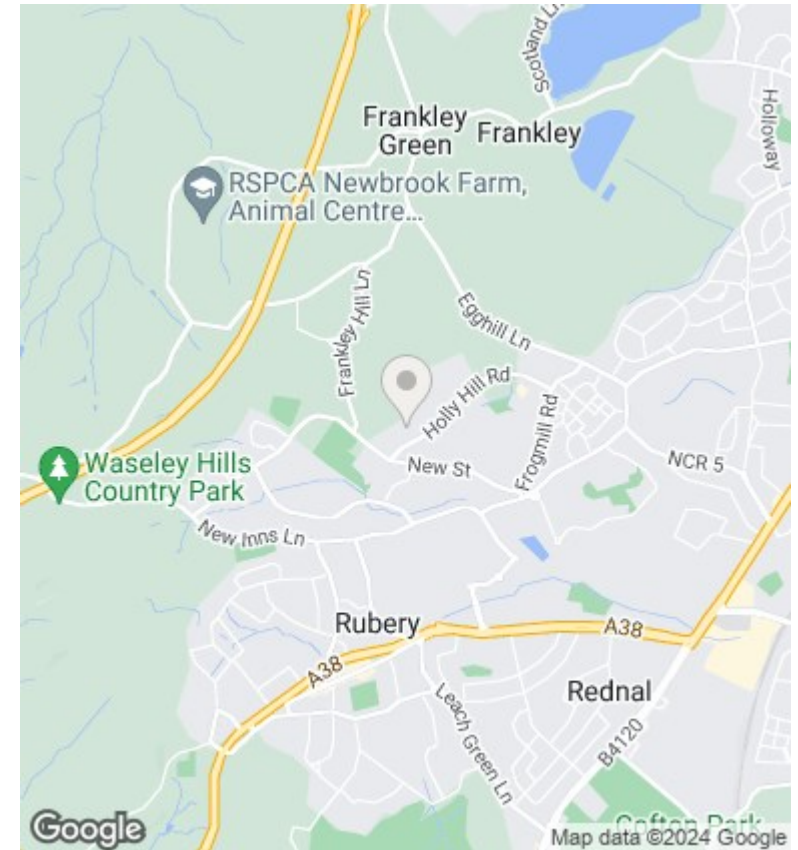 Scotland Ln
Holloway
Frankley
Green
Frankley
RSPCA Newbrook Farm,
Animal Centre...
Egghill Ln
Frankley Hill Ln
Holly Hill Rd
Frogmill Rd
New St
NCR 5
Waseley Hills
Country Park
New Inns Ln
Rubery
A38
A38
Rednal
Leach Green Ln
B4120
Cofton Park
Google
Map data ©2024 Google